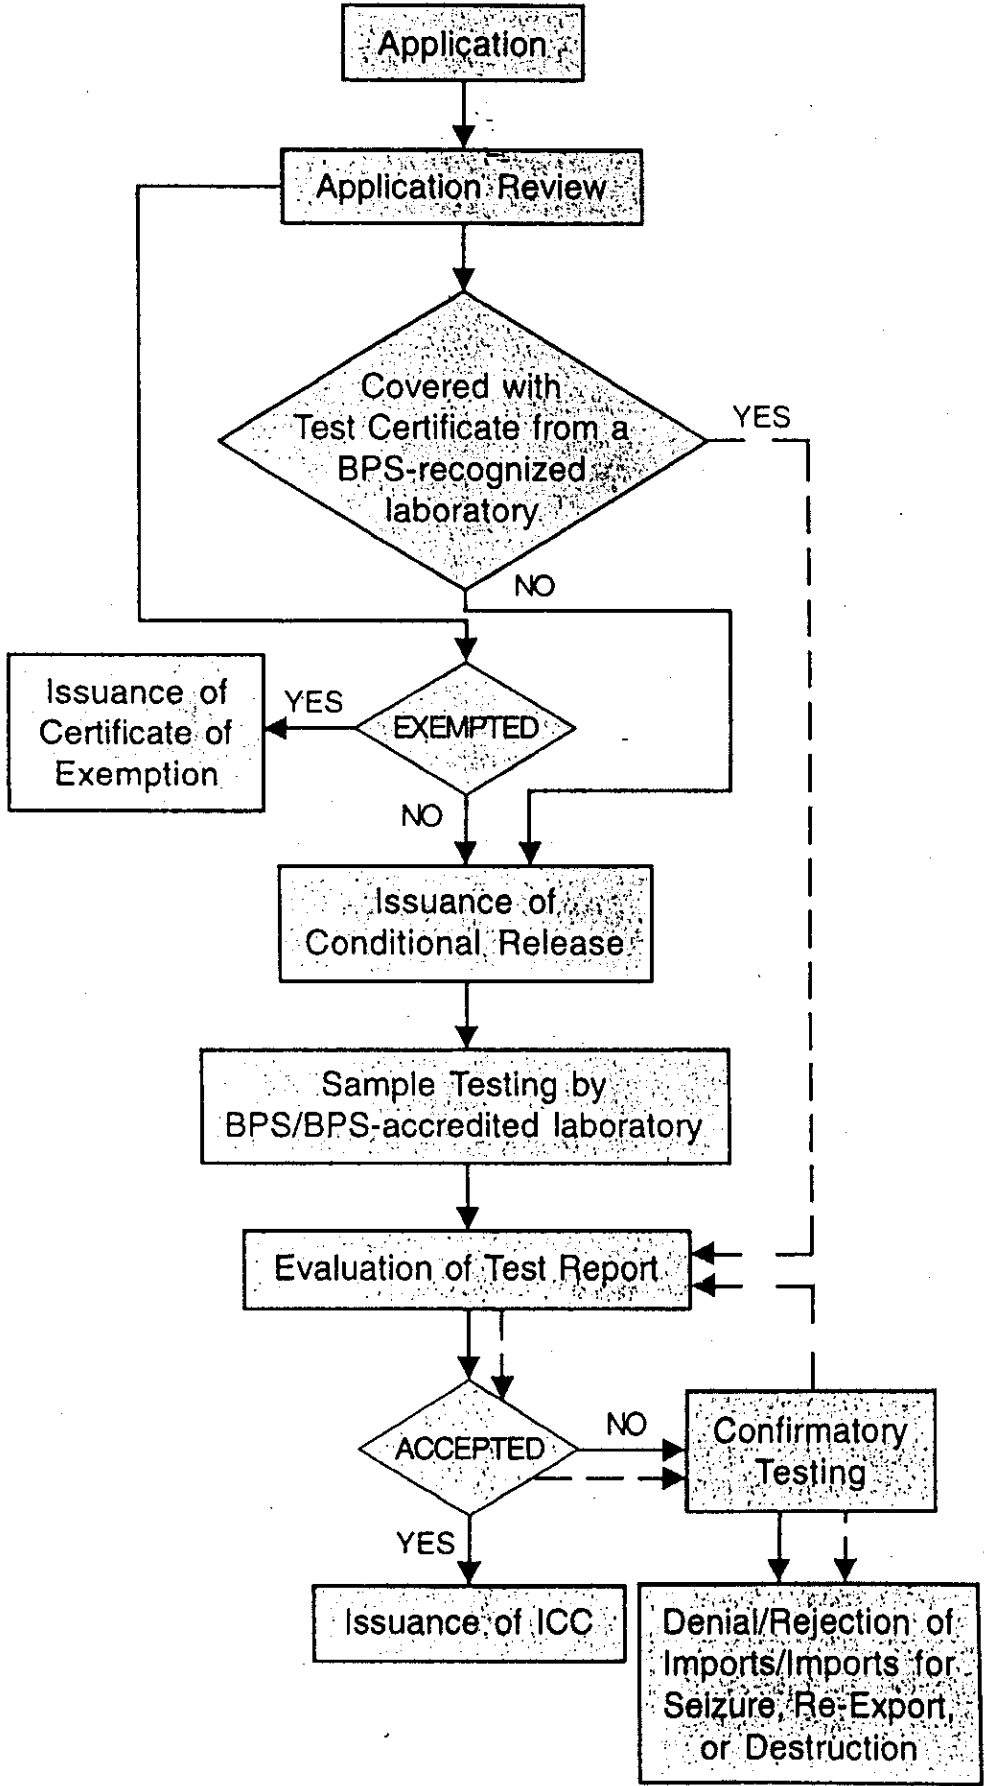 Application
Application Review
Covered with
Test Certificate from a
BPS-recognized
laboratory
YES
NO
Issuance of
Certificate of
Exemption
YES
EXEMPTED
NO
Issuance of
Conditional Release
Sample Testing by
BPS/BPS-accredited laboratory
Evaluation of Test Report
ACCEPTED
NO
Confirmatory
Testing
YES
Issuance of ICC
Denial/Rejection of
Imports/Imports for
Seizure, Re-Export,
or Destruction